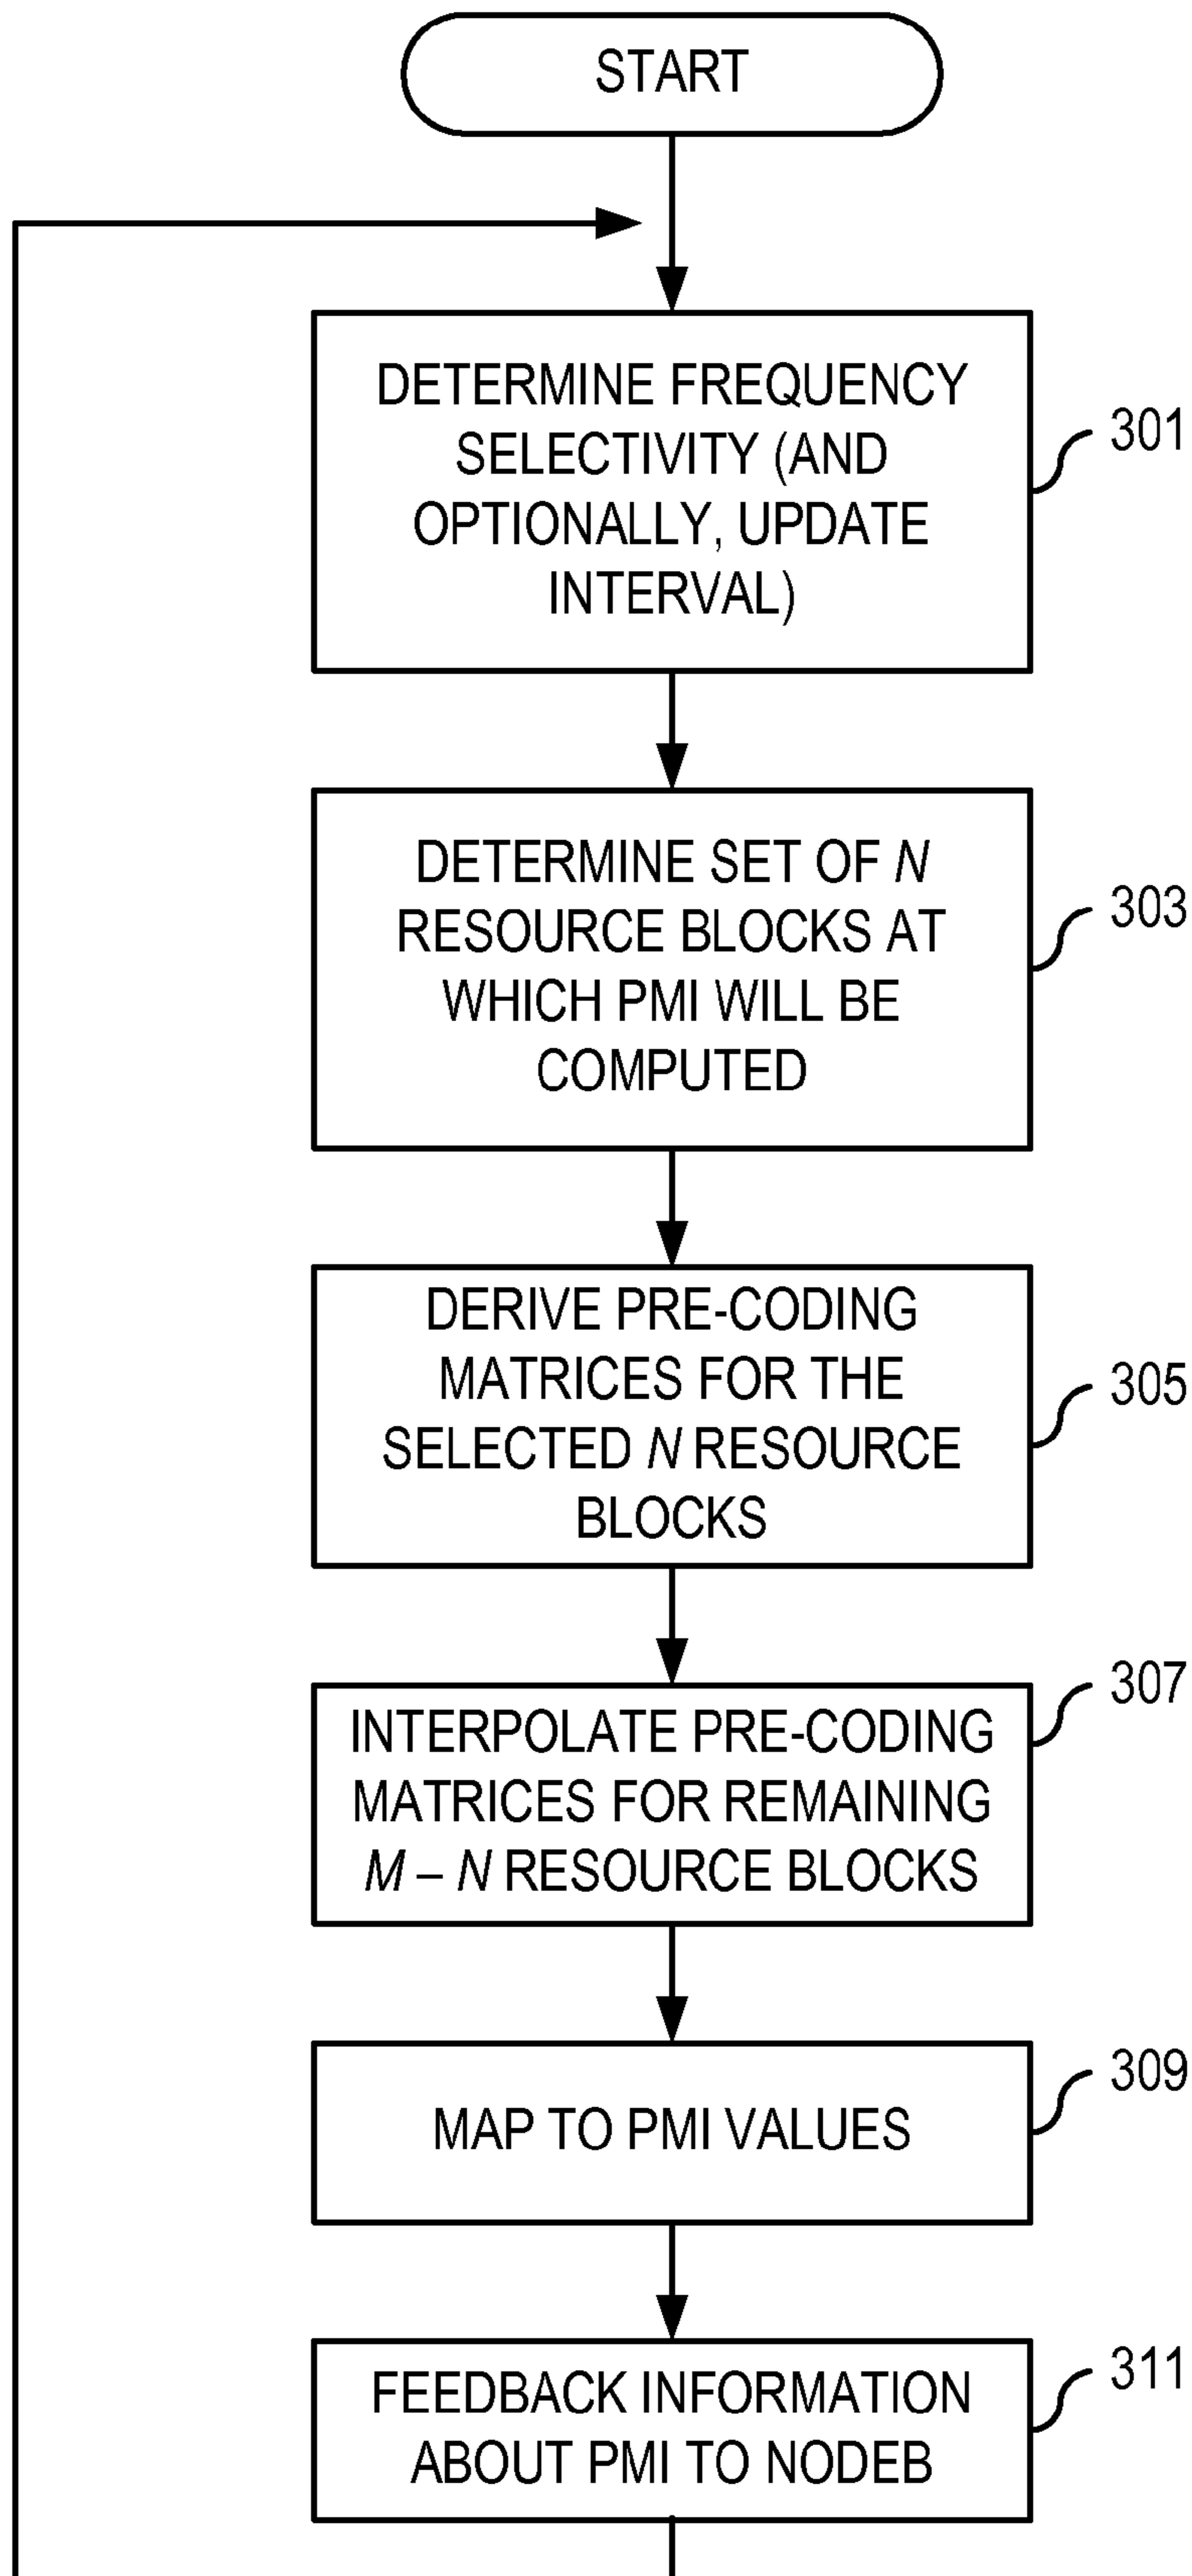 START
DETERMINE FREQUENCY
SELECTIVITY (AND
OPTIONALLY, UPDATE
INTERVAL)
301
DETERMINE SET OF N
RESOURCE BLOCKS AT
WHICH PMI WILL BE
COMPUTED
303
DERIVE PRE-CODING
MATRICES FOR THE
SELECTED N RESOURCE
BLOCKS
305
INTERPOLATE PRE-CODING
MATRICES FOR REMAINING
M – N RESOURCE BLOCKS
307
MAP TO PMI VALUES
309
FEEDBACK INFORMATION
ABOUT PMI TO NODEB
311